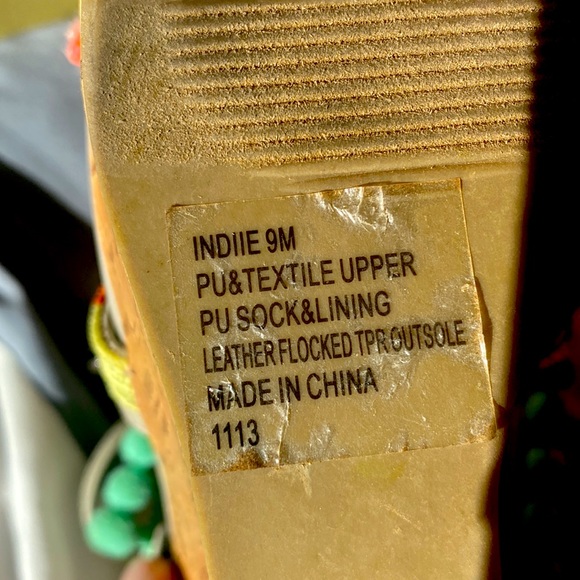 INDIIE 9M
PU&TEXTILE UPPER
PU SOCK&LINING
LEATHER FLOCKED TPR OUTSOLE
MADE IN CHINA
1113